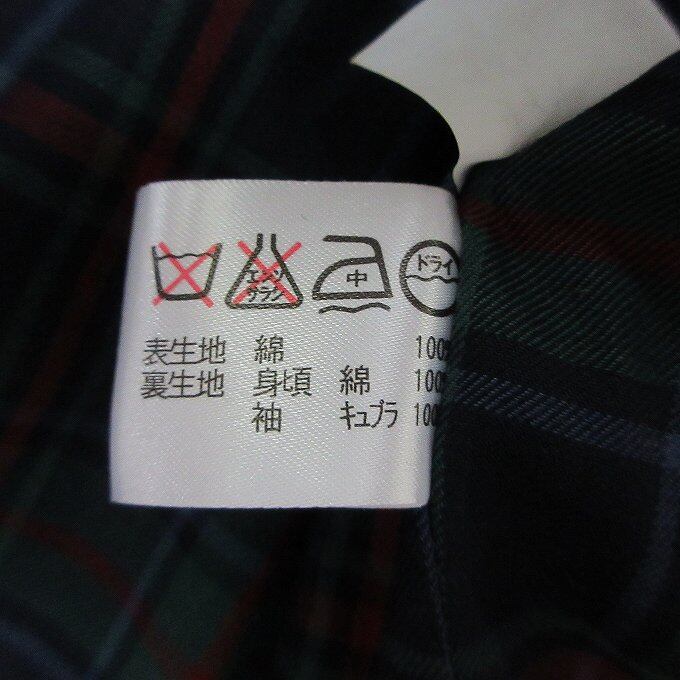 エンソ サラシ 中 ドライ
表生地 綿 100%
裏生地 身頃 綿 100%
袖 キュプラ 100